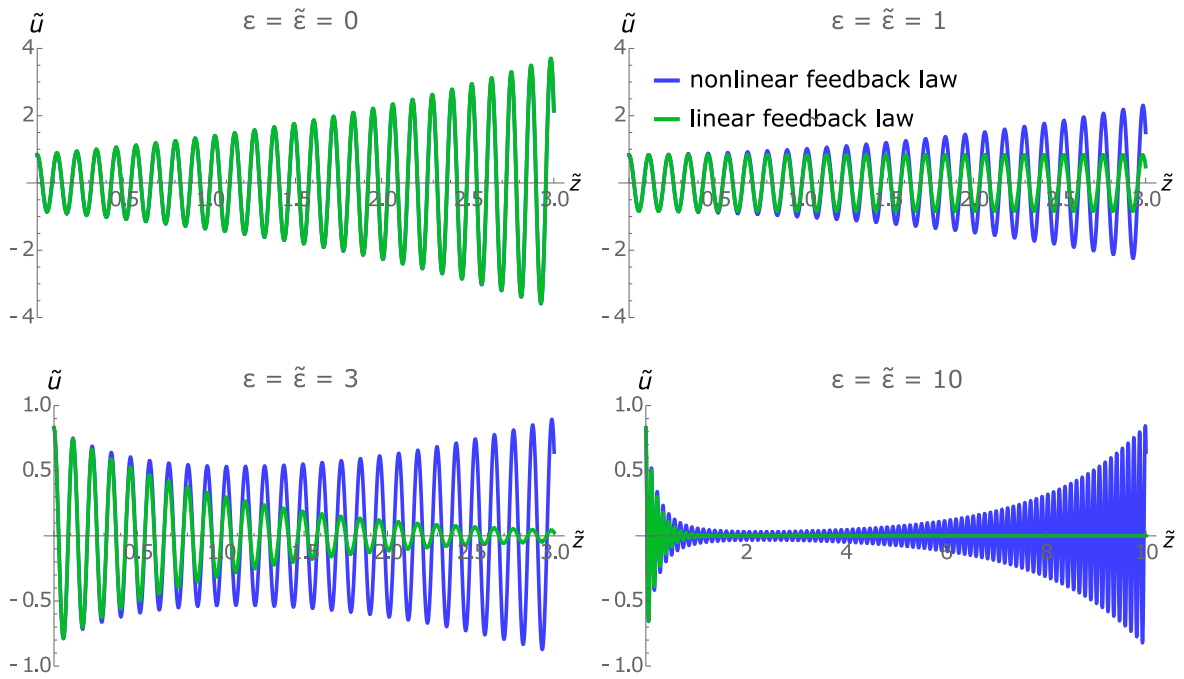 ũ ε = ε̃ = 0
4
2
0.5 1.0 1.5 2.0 2.5 3.0 z̃
-2
-4
ũ ε = ε̃ = 1
4
nonlinear feedback law
linear feedback law
2
0.5 1.0 1.5 2.0 2.5 3.0 z̃
-2
-4
ũ ε = ε̃ = 3
1.0
0.5
0.5 1.0 1.5 2.0 2.5 3.0 z̃
-0.5
-1.0
ũ ε = ε̃ = 10
1.0
0.5
2 4 6 8 10 z̃
-0.5
-1.0